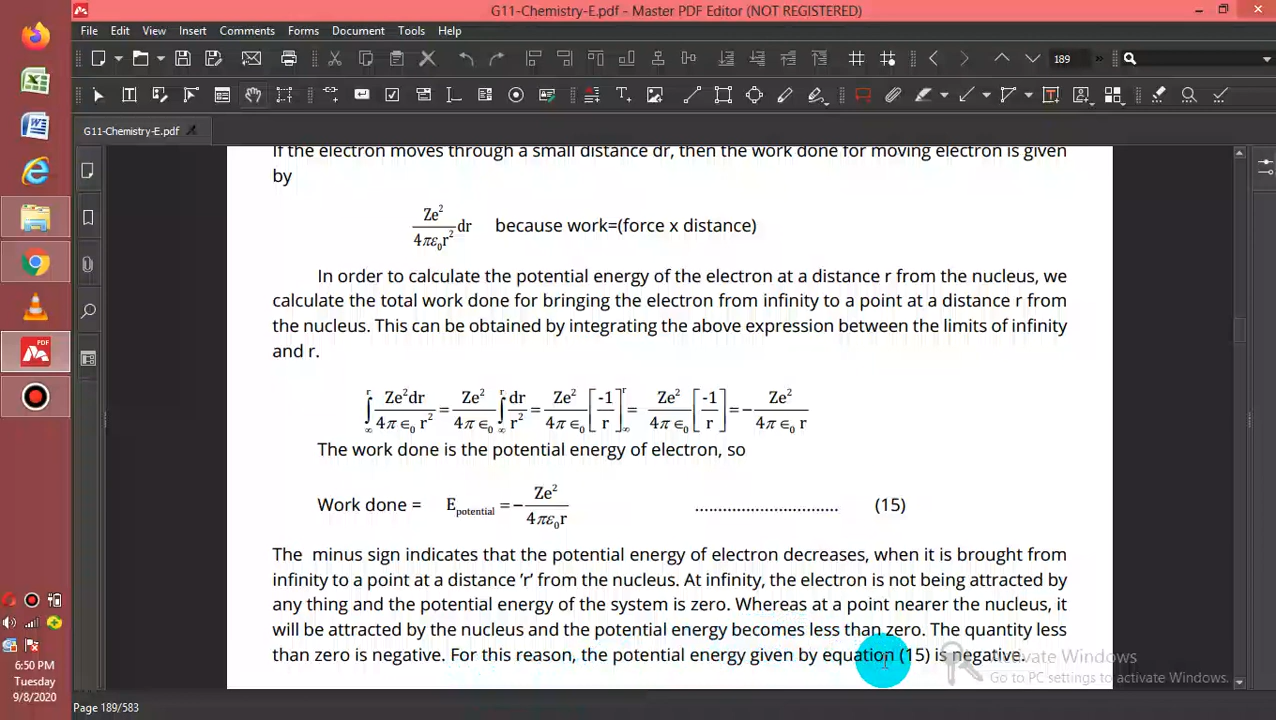 G11-Chemistry-E.pdf - Master PDF Editor (NOT REGISTERED)
File Edit View Insert Comments Forms Document Tools Help
189
G11-Chemistry-E.pdf
If the electron moves through a small distance dr, then the work done for moving electron is given
by
Ze²/4πε₀r² dr because work=(force x distance)
In order to calculate the potential energy of the electron at a distance r from the nucleus, we
calculate the total work done for bringing the electron from infinity to a point at a distance r from
the nucleus. This can be obtained by integrating the above expression between the limits of infinity
and r.
∫∞^r Ze²dr/4π∈₀ r² = Ze²/4π∈₀ ∫∞^r dr/r² = Ze²/4π∈₀ [-1/r]∞^r = Ze²/4π∈₀ [-1/r] = - Ze²/4π∈₀ r
The work done is the potential energy of electron, so
Work done = E potential = - Ze²/4πε₀r ............................... (15)
The minus sign indicates that the potential energy of electron decreases, when it is brought from
infinity to a point at a distance 'r' from the nucleus. At infinity, the electron is not being attracted by
any thing and the potential energy of the system is zero. Whereas at a point nearer the nucleus, it
will be attracted by the nucleus and the potential energy becomes less than zero. The quantity less
than zero is negative. For this reason, the potential energy given by equation (15) is negative.
Activate Windows
Go to PC settings to activate Windows.
6:50 PM
Tuesday
9/8/2020
Page 189/583